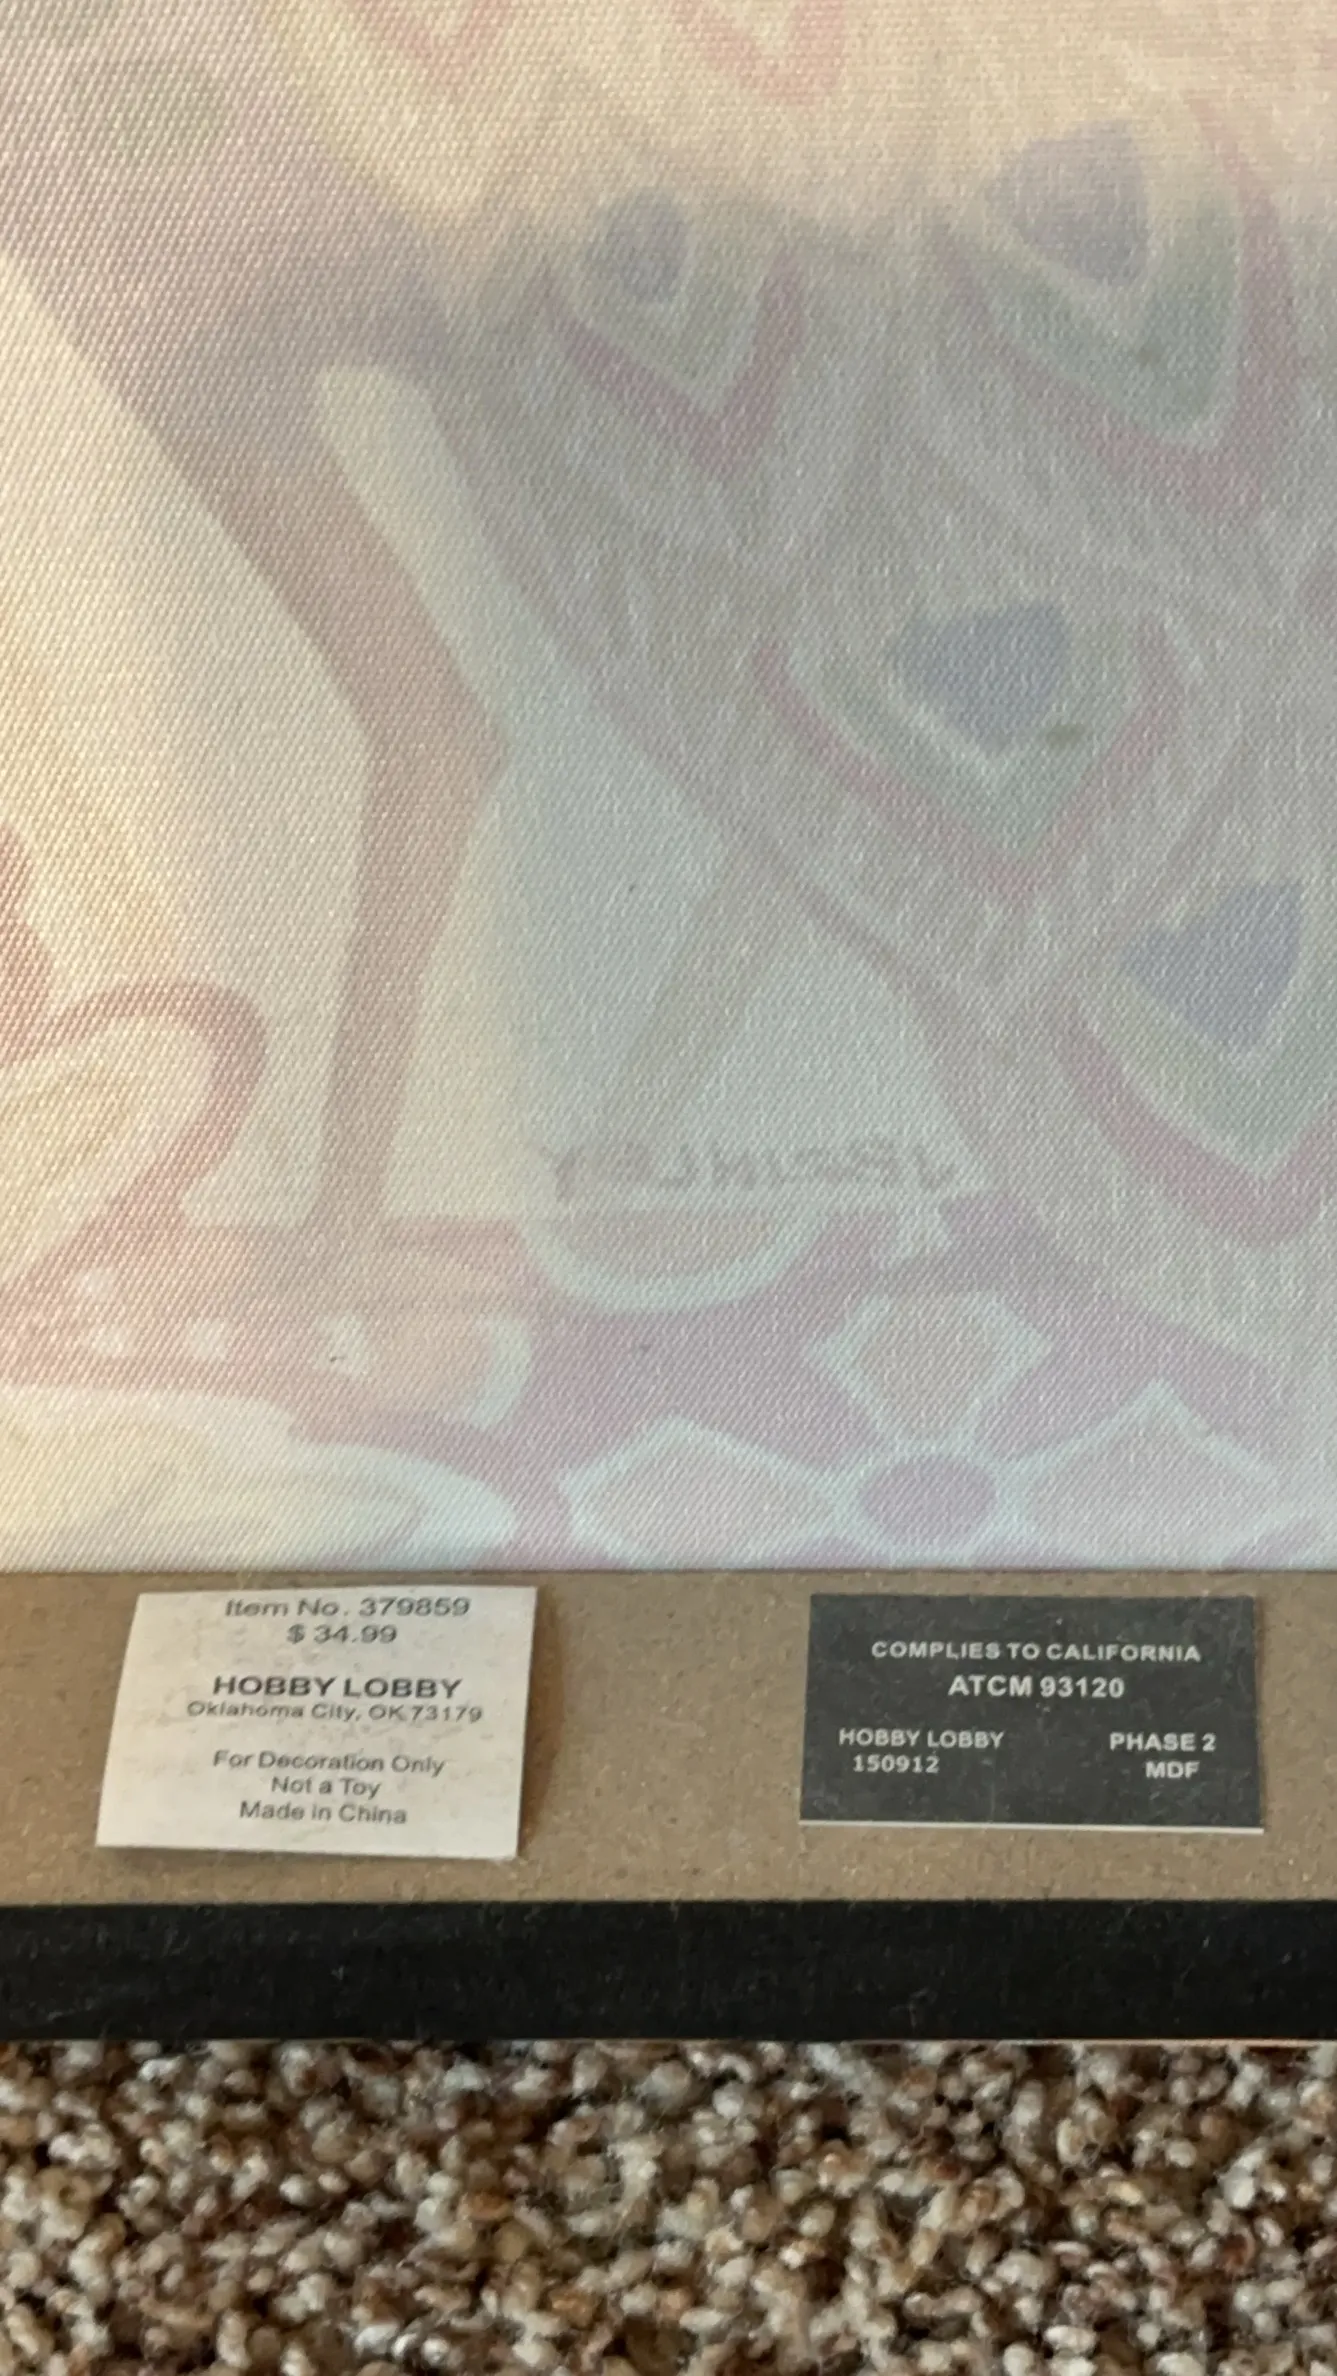 Item No. 379859
$ 34.99
HOBBY LOBBY
Oklahoma City, OK 73179
For Decoration Only
Not a Toy
Made in China
COMPLIES TO CALIFORNIA
ATCM 93120
HOBBY LOBBY PHASE 2
150912 MDF